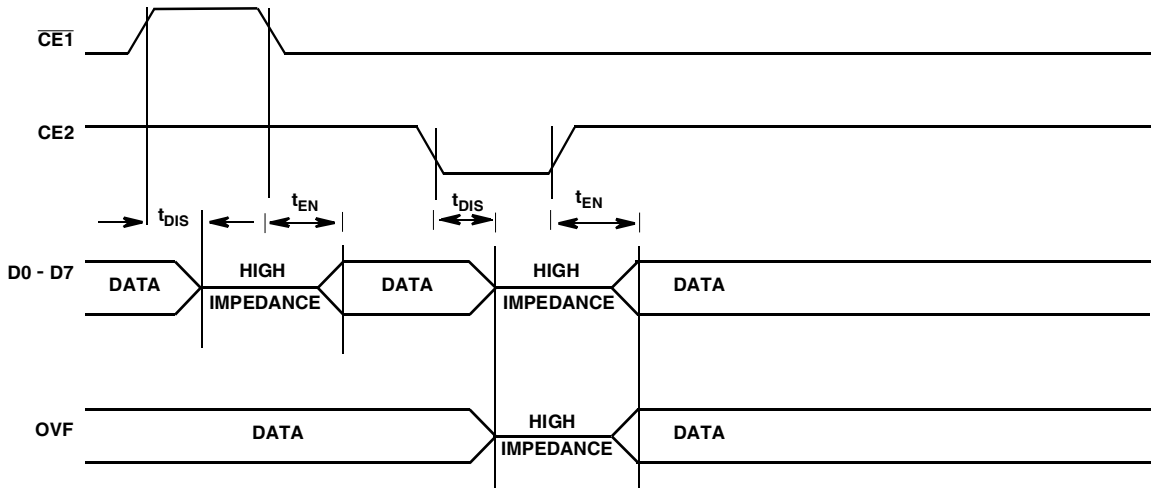 CE1
CE2
tDIS
tEN
tDIS
tEN
D0 - D7
DATA
HIGH
IMPEDANCE
DATA
HIGH
IMPEDANCE
DATA
OVF
DATA
HIGH
IMPEDANCE
DATA